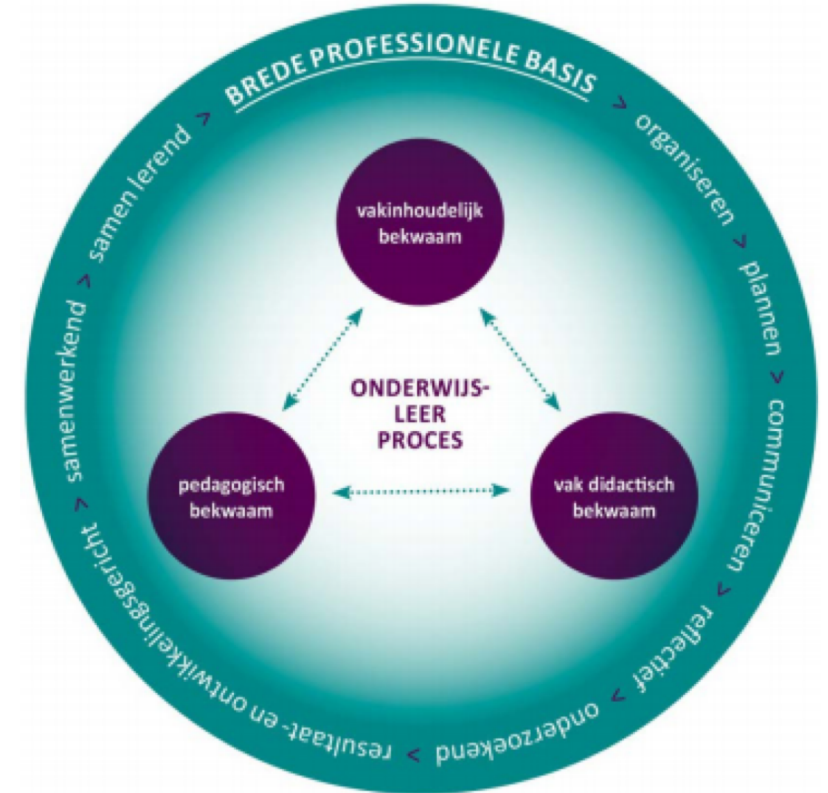 BREDE PROFESSIONELE BASIS > organiseren > plannen > communiceren > reflectief > onderzoekend > resultaat- en ontwikkelingsgericht > samenwerkend > samen lerend >
vakinhoudelijk
bekwaam
ONDERWIJS-
LEER
PROCES
pedagogisch
bekwaam
vak didactisch
bekwaam